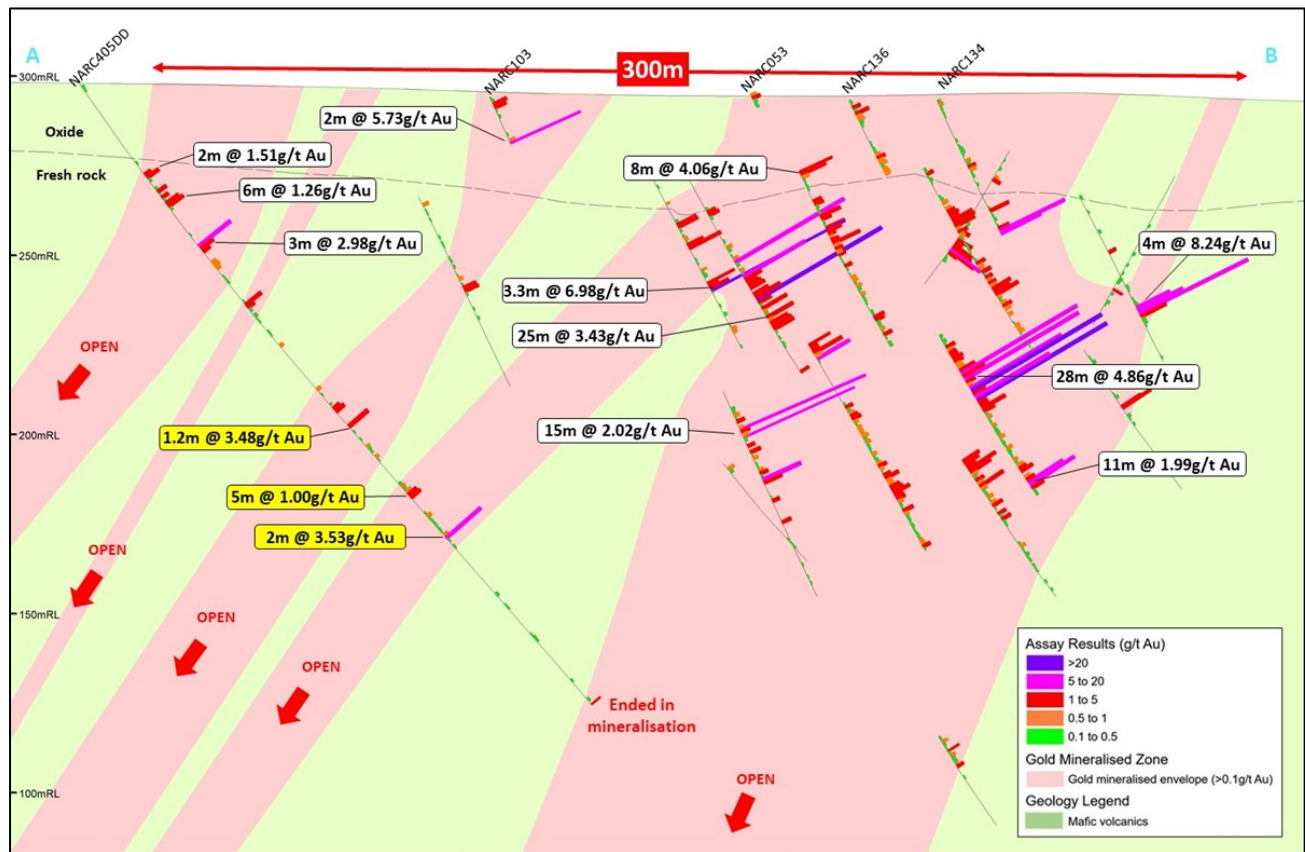 A
B
NARC405DD
NARC103
NARC053
NARC136
NARC134
300m
300mRL
Oxide
Fresh rock
2m @ 5.73g/t Au
2m @ 1.51g/t Au
6m @ 1.26g/t Au
3m @ 2.98g/t Au
8m @ 4.06g/t Au
4m @ 8.24g/t Au
250mRL
3.3m @ 6.98g/t Au
25m @ 3.43g/t Au
OPEN
28m @ 4.86g/t Au
200mRL
1.2m @ 3.48g/t Au
15m @ 2.02g/t Au
11m @ 1.99g/t Au
5m @ 1.00g/t Au
2m @ 3.53g/t Au
OPEN
150mRL
OPEN
OPEN
Ended in
mineralisation
OPEN
100mRL
Assay Results (g/t Au)
>20
5 to 20
1 to 5
0.5 to 1
0.1 to 0.5
Gold Mineralised Zone
Gold mineralised envelope (>0.1g/t Au)
Geology Legend
Mafic volcanics